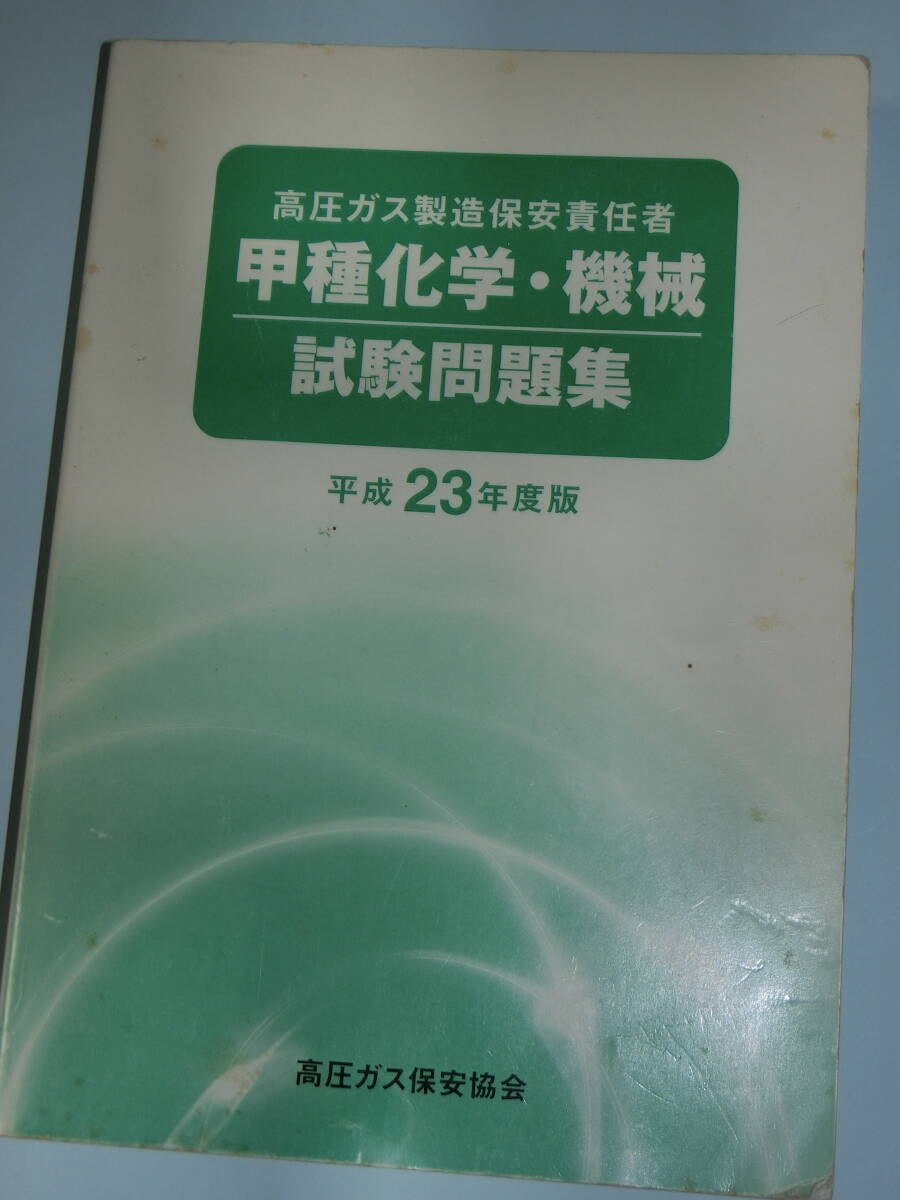 高圧ガス製造保安責任者
甲種化学・機械
試験問題集
平成23年度版
高圧ガス保安協会